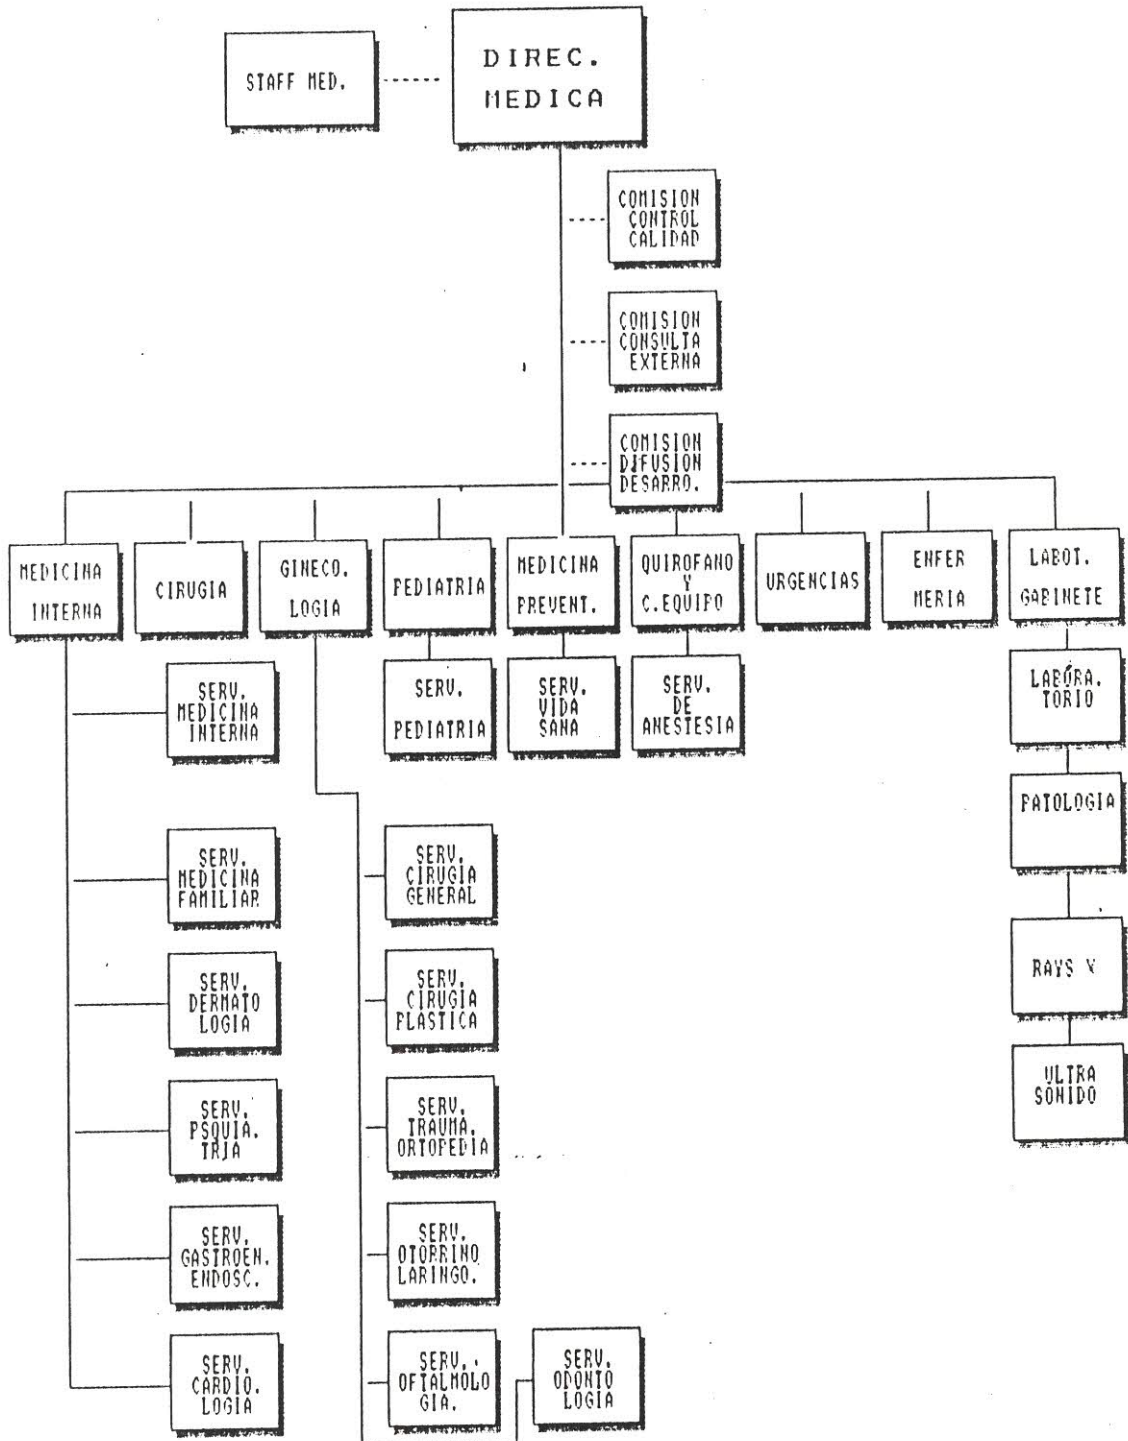 STAFF MED.
DIREC.
MEDICA
COMISION
CONTROL
CALIDAD
COMISION
CONSULTA
EXTERNA
COMISION
DIFUSION
DESARRO.
MEDICINA
INTERNA
CIRUGIA
GINECO.
LOGIA
PEDIATRIA
MEDICINA
PREVENT.
QUIROFANO
Y
C.EQUIPO
URGENCIAS
ENFER
MERIA
LABOT.
GABINETE
SERV.
MEDICINA
INTERNA
SERV.
PEDIATRIA
SERV.
VIDA
SANA
SERV.
DE
ANESTESIA
LABORA.
TORIO
PATOLOGIA
SERV.
MEDICINA
FAMILIAR
SERV.
CIRUGIA
GENERAL
RAYS X
SERV.
DERMATO
LOGIA
SERV.
CIRUGIA
PLASTICA
ULTRA
SONIDO
SERV.
PSQUIA.
TRIA
SERV.
TRAUMA.
ORTOPEDIA
SERV.
GASTROEN.
ENDOSC.
SERV.
OTORRINO
LARINGO.
SERV.
CARDIO.
LOGIA
SERV.
OFTALMOLO
GIA.
SERV.
ODONTO
LOGIA